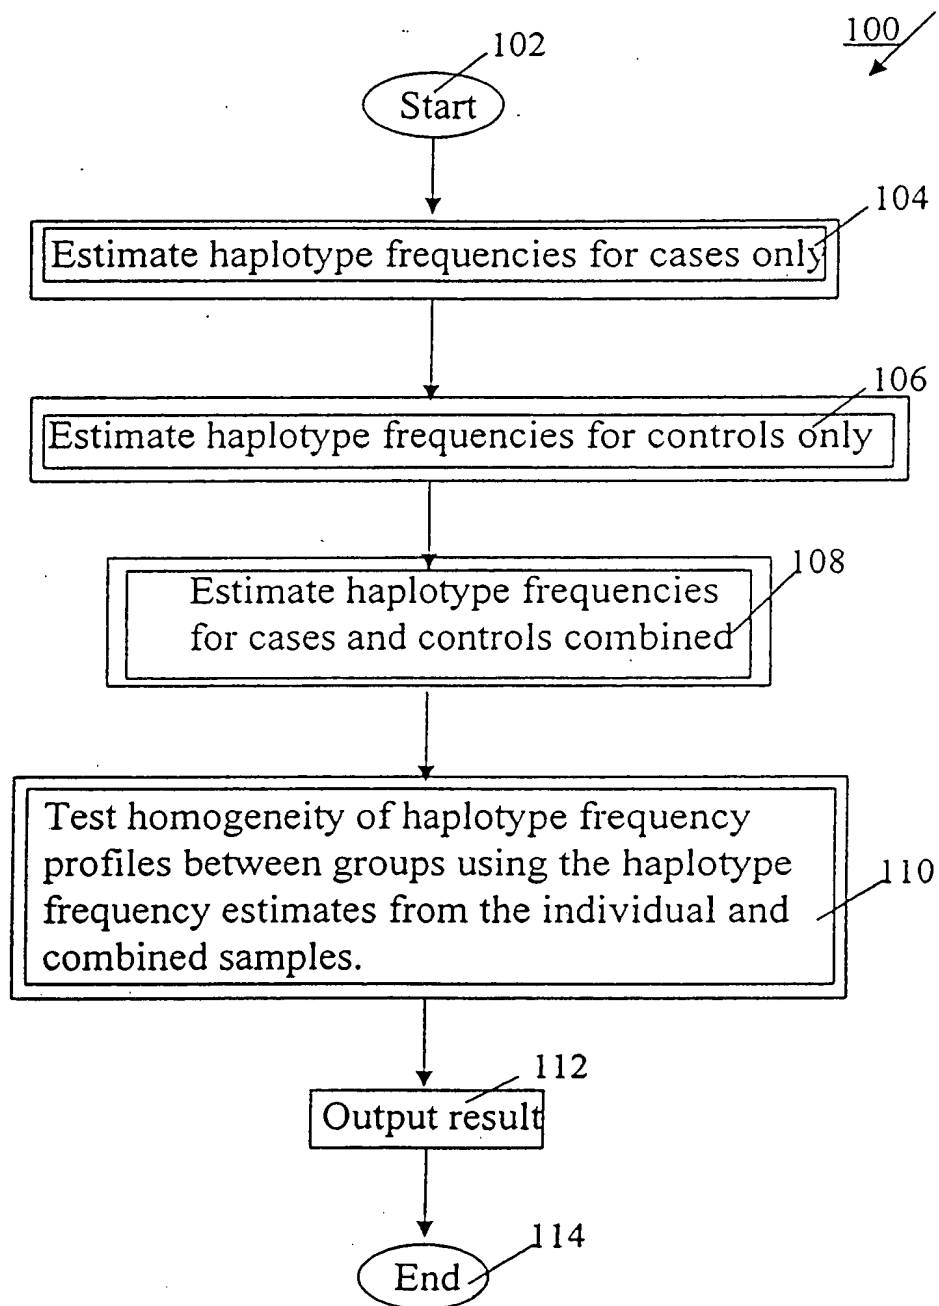 100
102
Start
104
Estimate haplotype frequencies for cases only
106
Estimate haplotype frequencies for controls only
108
Estimate haplotype frequencies
for cases and controls combined
Test homogeneity of haplotype frequency
profiles between groups using the haplotype
frequency estimates from the individual and
combined samples.
110
112
Output result
114
End